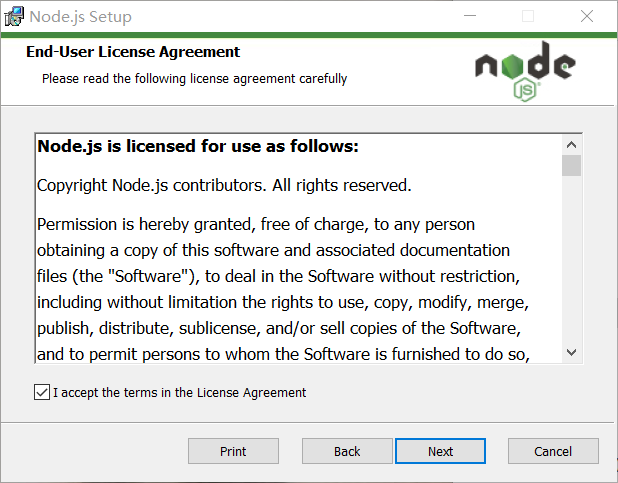 Node.js Setup
End-User License Agreement
Please read the following license agreement carefully
node
JS
Node.js is licensed for use as follows:
Copyright Node.js contributors. All rights reserved.
Permission is hereby granted, free of charge, to any person
obtaining a copy of this software and associated documentation
files (the "Software"), to deal in the Software without restriction,
including without limitation the rights to use, copy, modify, merge,
publish, distribute, sublicense, and/or sell copies of the Software,
and to permit persons to whom the Software is furnished to do so,
I accept the terms in the License Agreement
Print
Back
Next
Cancel